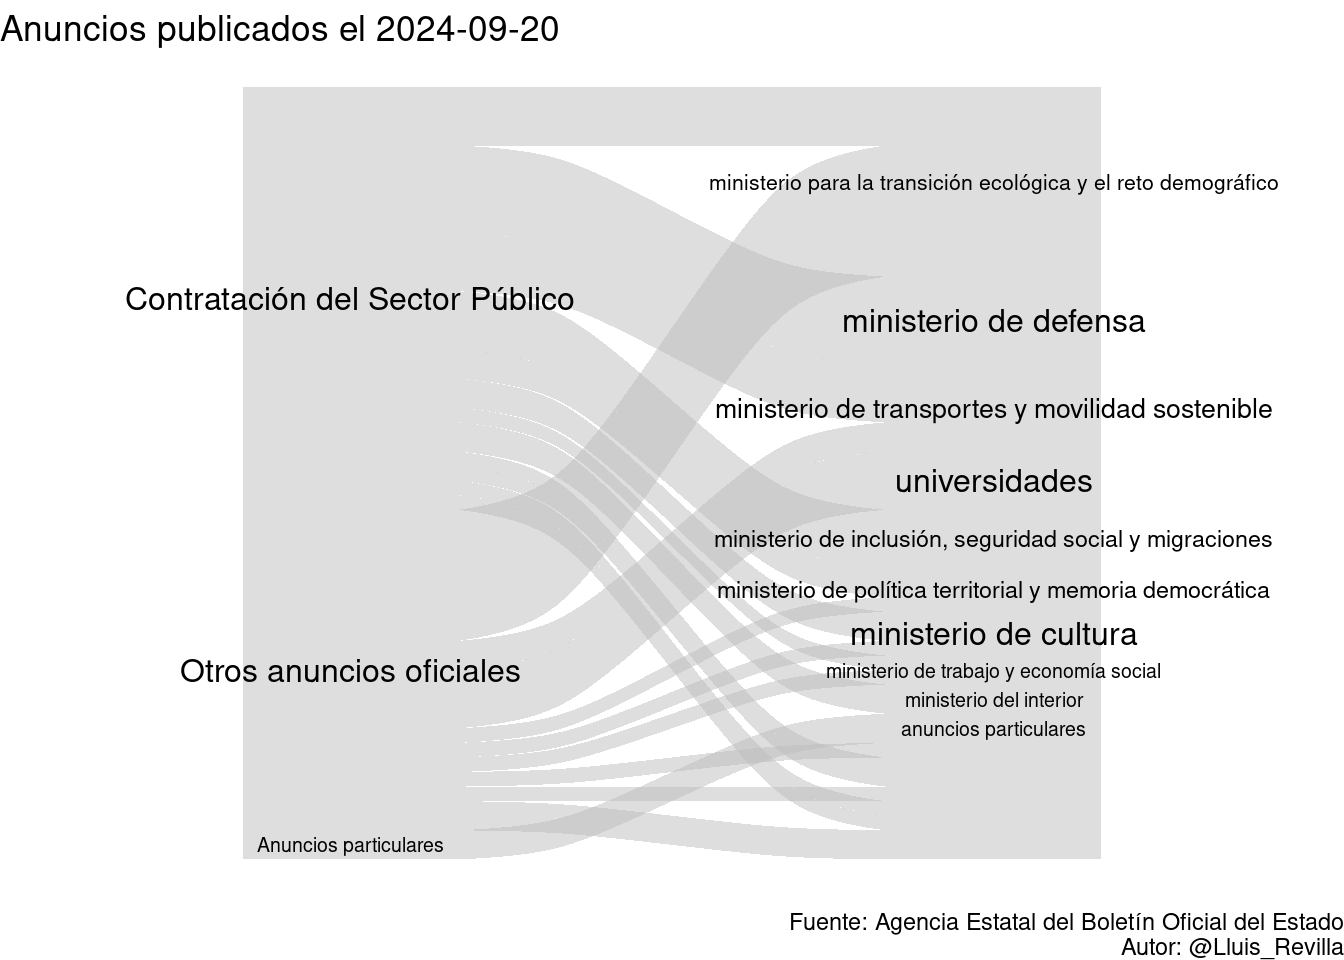 Anuncios publicados el 2024-09-20
ministerio para la transición ecológica y el reto demográfico
Contratación del Sector Público
ministerio de defensa
ministerio de transportes y movilidad sostenible
universidades
ministerio de inclusión, seguridad social y migraciones
ministerio de política territorial y memoria democrática
ministerio de cultura
Otros anuncios oficiales
ministerio de trabajo y economía social
ministerio del interior
anuncios particulares
Anuncios particulares
Fuente: Agencia Estatal del Boletín Oficial del Estado
Autor: @Lluis_Revilla